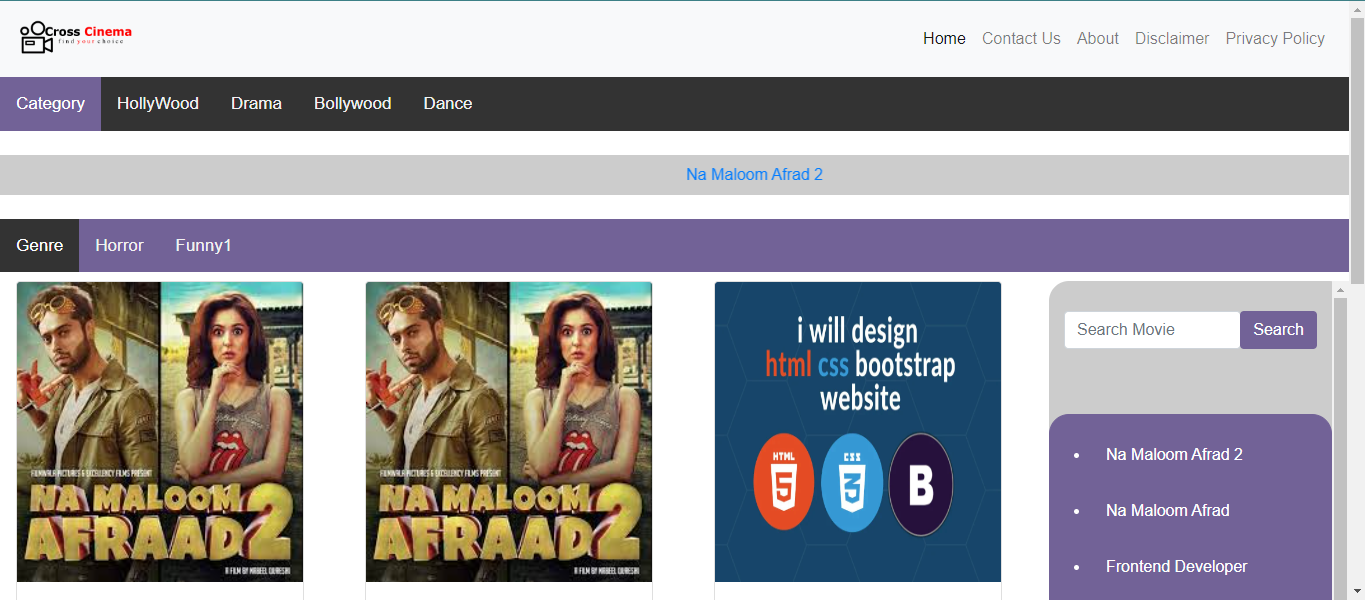 Cross Cinema
find your choice
Home Contact Us About Disclaimer Privacy Policy
Category HollyWood Drama Bollywood Dance
Na Maloom Afrad 2
Genre Horror Funny1
FILMWALA PICTURES & EXCELLENCY FILMS PRESENT
NA MALOOM
AFRAAD 2
A FILM BY NABEEL QURESHI
FILMWALA PICTURES & EXCELLENCY FILMS PRESENT
NA MALOOM
AFRAAD 2
A FILM BY NABEEL QURESHI
i will design
html css bootstrap
website
HTML
5
CSS
3
B
Search Movie Search
Na Maloom Afrad 2
Na Maloom Afrad
Frontend Developer